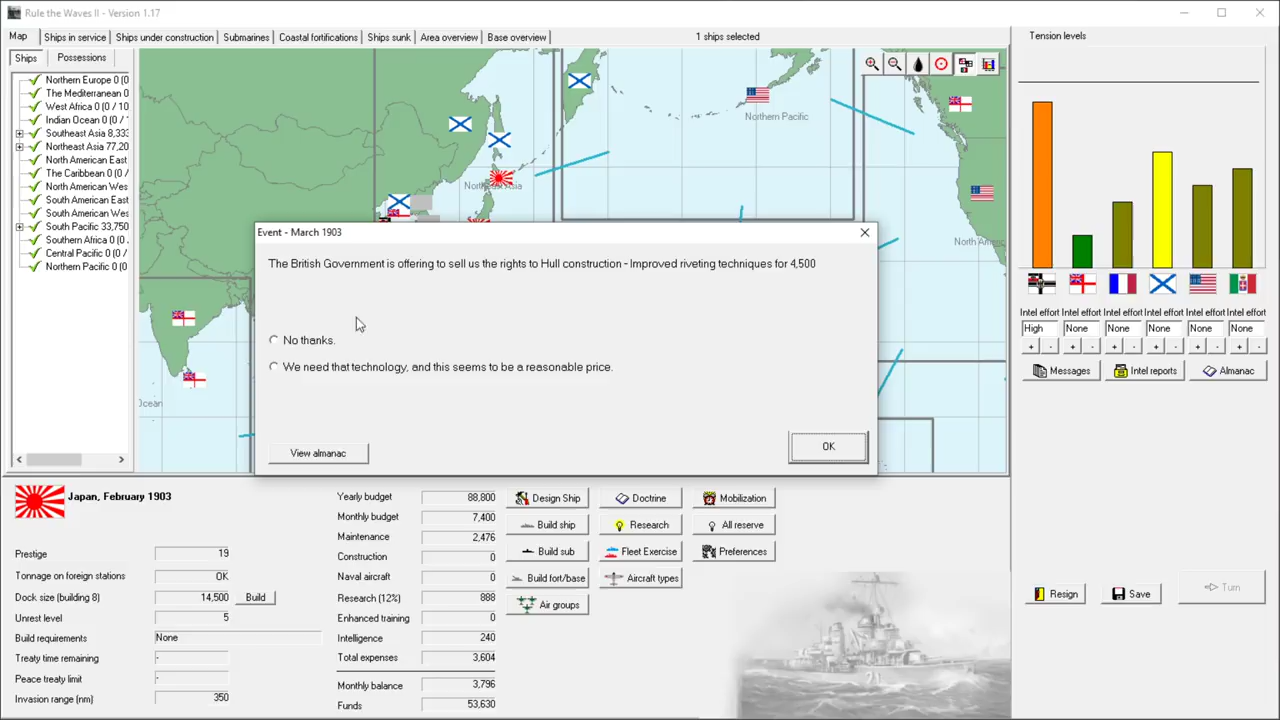 Rule the Waves II - Version 1.17
Map
Ships in service
Ships under construction
Submarines
Coastal fortifications
Ships sunk
Area overview
Base overview
1 ships selected
Tension levels
Ships
Possessions
Northern Europe 0 (0
The Mediterranean 0
West Africa 0 (0 / 10
Indian Ocean 0 (0 /
Southeast Asia 8,333
Northeast Asia 77,20
North American East
The Caribbean 0 (0 /
North American Wes
South American East
South American Wes
South Pacific 33,750
Southern Africa 0 (0 .
Central Pacific 0 (0 /
Northern Pacific 0 (0
Northern Pacific
North
Ocean
Event - March 1903
The British Government is offering to sell us the rights to Hull construction - Improved riveting techniques for 4,500
No thanks.
We need that technology, and this seems to be a reasonable price.
View almanac
OK
Intel effort
Intel effort
Intel effort
Intel effort
Intel effort
Intel effort
High
None
None
None
None
None
+ - + - + - + - + - + -
Messages
Intel reports
Almanac
Japan, February 1903
Prestige 19
Tonnage on foreign stations OK
Dock size (building 8) 14,500 Build
Unrest level 5
Build requirements None
Treaty time remaining -
Peace treaty limit -
Invasion range (nm) 350
Yearly budget 88,800
Monthly budget 7,400
Maintenance 2,476
Construction 0
Naval aircraft 0
Research (12%) 888
Enhanced training 0
Intelligence 240
Total expenses 3,604
Monthly balance 3,796
Funds 53,630
Design Ship
Doctrine
Mobilization
Build ship
Research
All reserve
Build sub
Fleet Exercise
Preferences
Build fort/base
Aircraft types
Air groups
Resign
Save
Turn